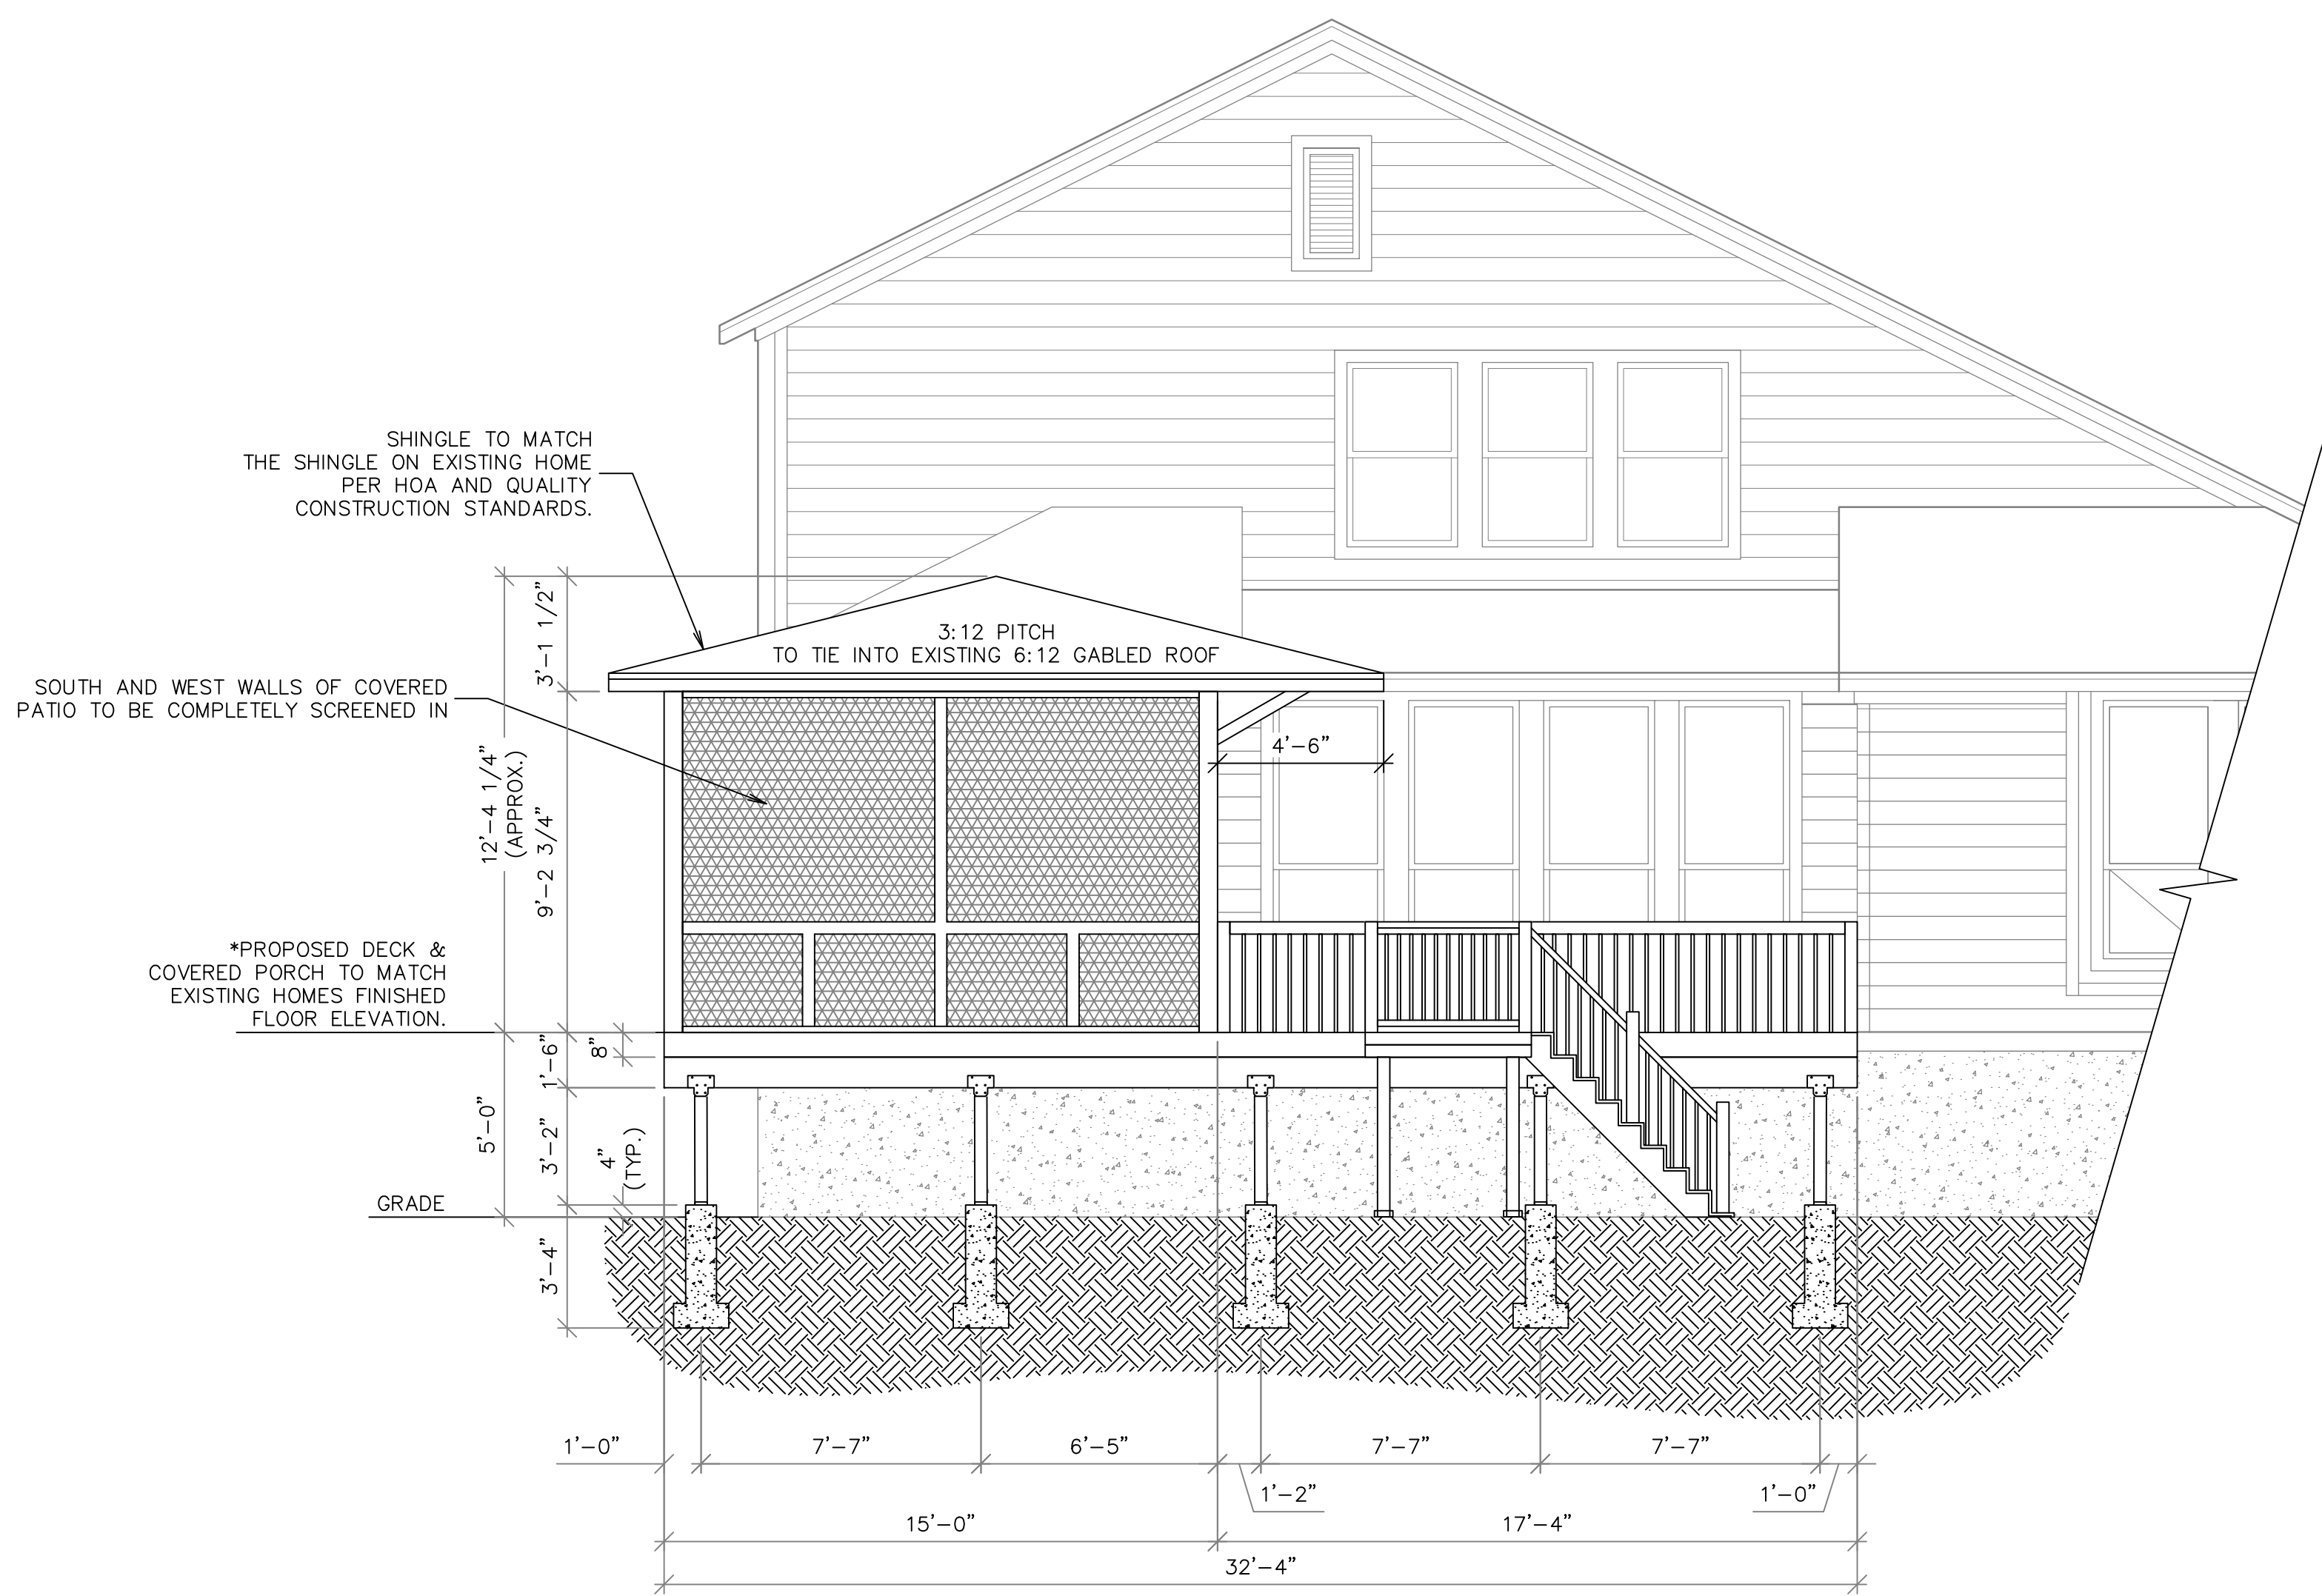 SHINGLE TO MATCH
THE SHINGLE ON EXISTING HOME
PER HOA AND QUALITY
CONSTRUCTION STANDARDS.
3'-1 1/2"
3:12 PITCH
TO TIE INTO EXISTING 6:12 GABLED ROOF
SOUTH AND WEST WALLS OF COVERED
PATIO TO BE COMPLETELY SCREENED IN
4'-6"
12'-4 1/4"
(APPROX.)
9'-2 3/4"
*PROPOSED DECK &
COVERED PORCH TO MATCH
EXISTING HOMES FINISHED
FLOOR ELEVATION.
1'-6"
8"
5'-0"
3'-2"
4"
(TYP.)
GRADE
3'-4"
1'-0"
7'-7"
6'-5"
7'-7"
7'-7"
1'-2"
1'-0"
15'-0"
17'-4"
32'-4"